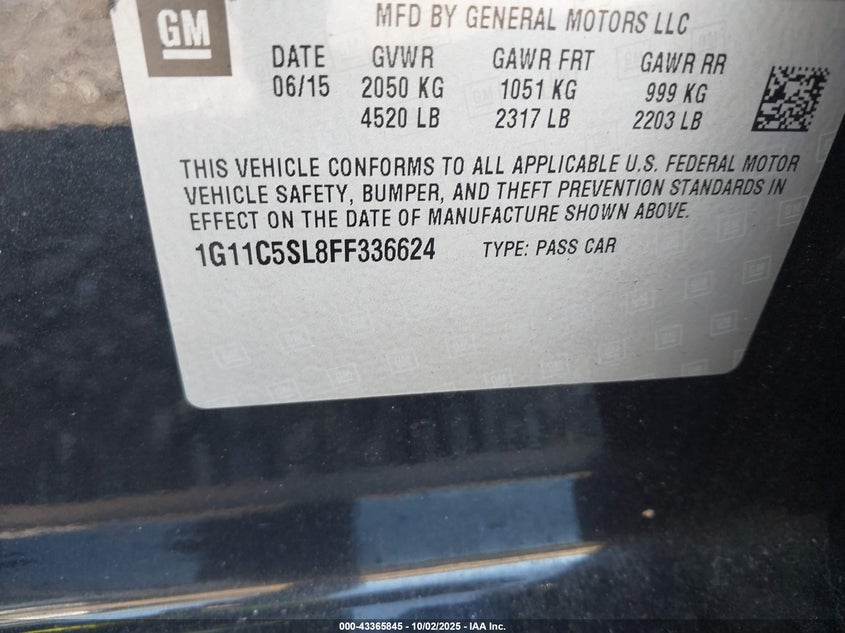 GM
MFD BY GENERAL MOTORS LLC
DATE GVWR GAWR FRT GAWR RR
06/15 2050 KG 1051 KG 999 KG
4520 LB 2317 LB 2203 LB
THIS VEHICLE CONFORMS TO ALL APPLICABLE U.S. FEDERAL MOTOR
VEHICLE SAFETY, BUMPER, AND THEFT PREVENTION STANDARDS IN
EFFECT ON THE DATE OF MANUFACTURE SHOWN ABOVE.
1G11C5SL8FF336624 TYPE: PASS CAR
000-43365845 - 10/02/2025 - IAA Inc.